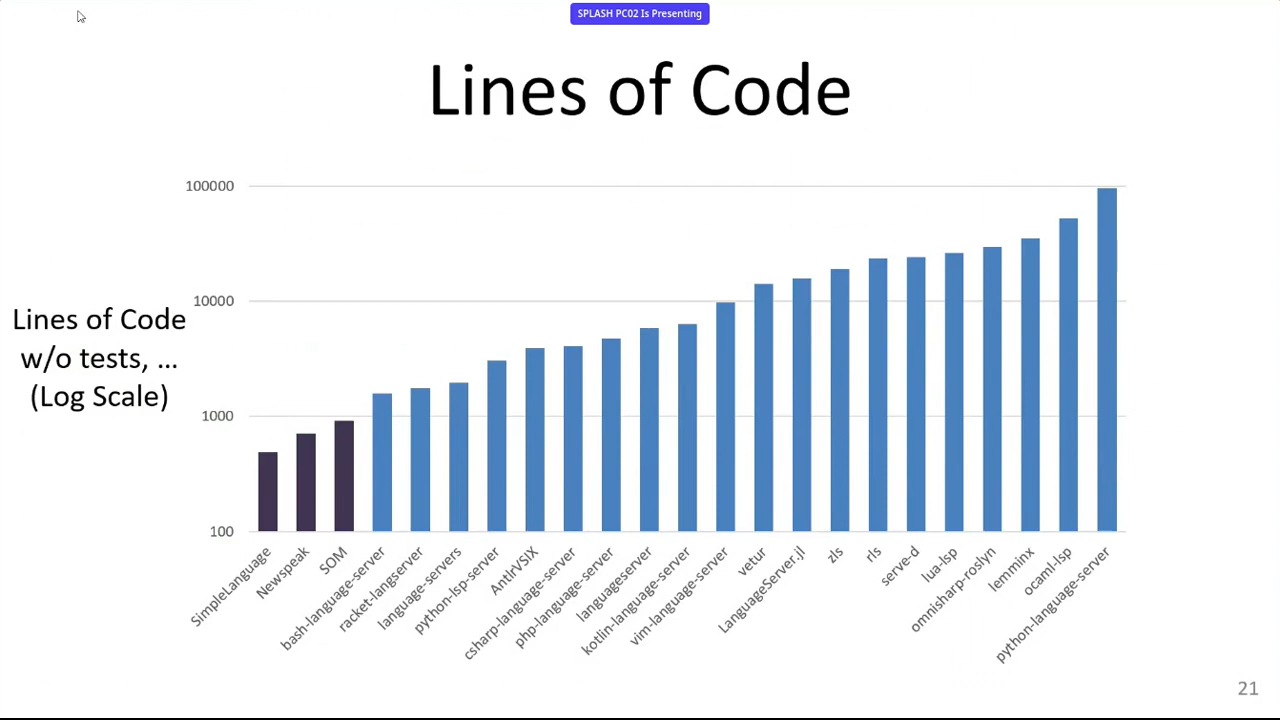 SPLASH PC02 Is Presenting
Lines of Code
Lines of Code
w/o tests, ...
(Log Scale)
100000
10000
1000
100
SimpleLanguage
Newspeak
SOM
bash-language-server
racket-langserver
language-servers
python-lsp-server
AntlrVSIX
csharp-language-server
php-language-server
languageserver
kotlin-language-server
vim-language-server
vetur
LanguageServer.jl
zls
rls
serve-d
lua-lsp
omnisharp-roslyn
lemminx
ocaml-lsp
python-language-server
21